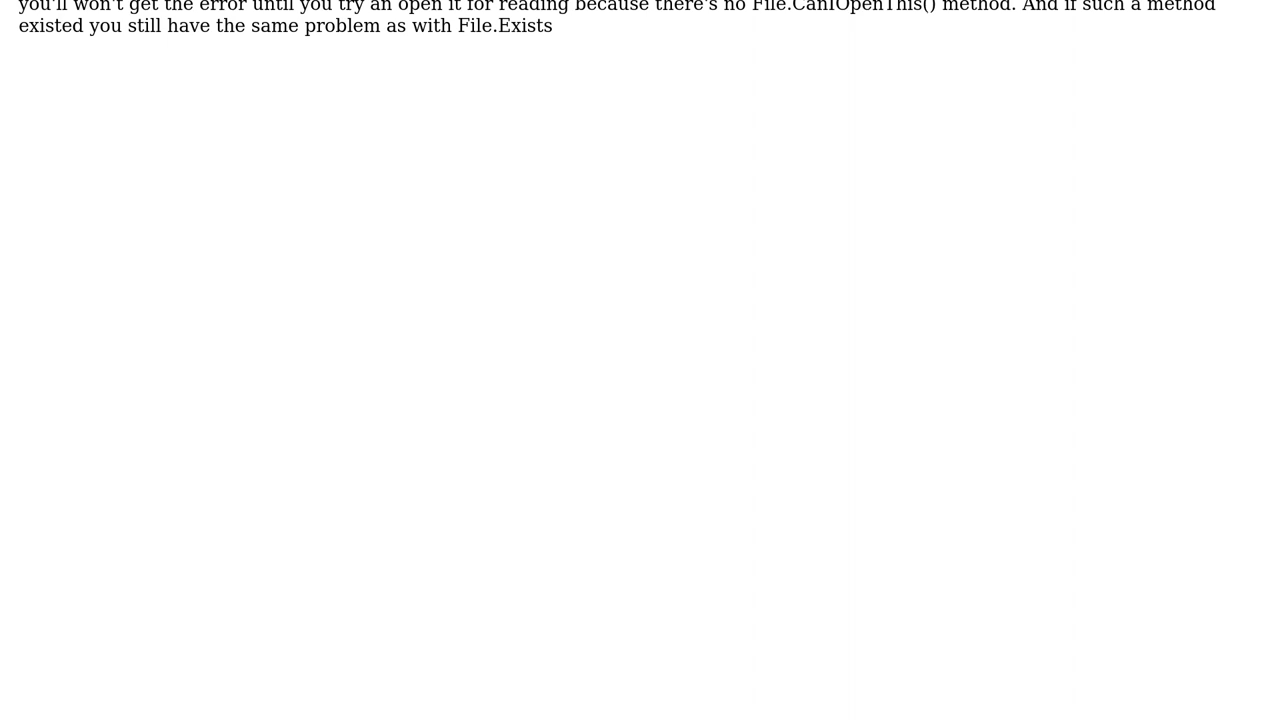 you'll won't get the error until you try an open it for reading because there's no File.CanIOpenThis() method. And if such a method
existed you still have the same problem as with File.Exists